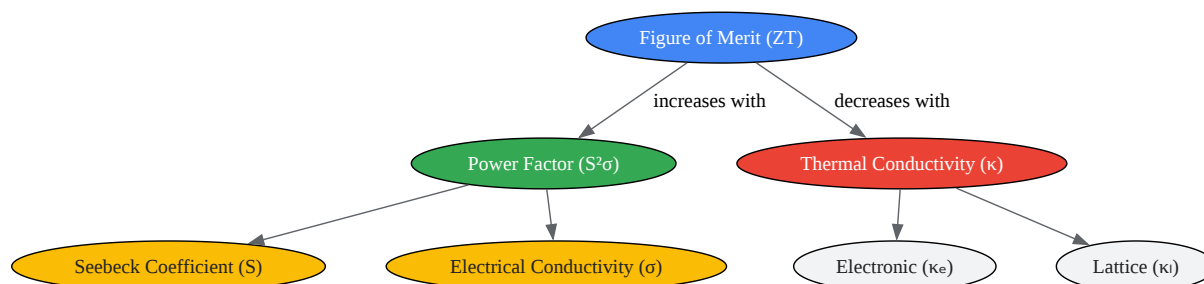 Figure of Merit (ZT)
increases with
decreases with
Power Factor (S²σ)
Thermal Conductivity (κ)
Seebeck Coefficient (S)
Electrical Conductivity (σ)
Electronic (κₑ)
Lattice (κₗ)